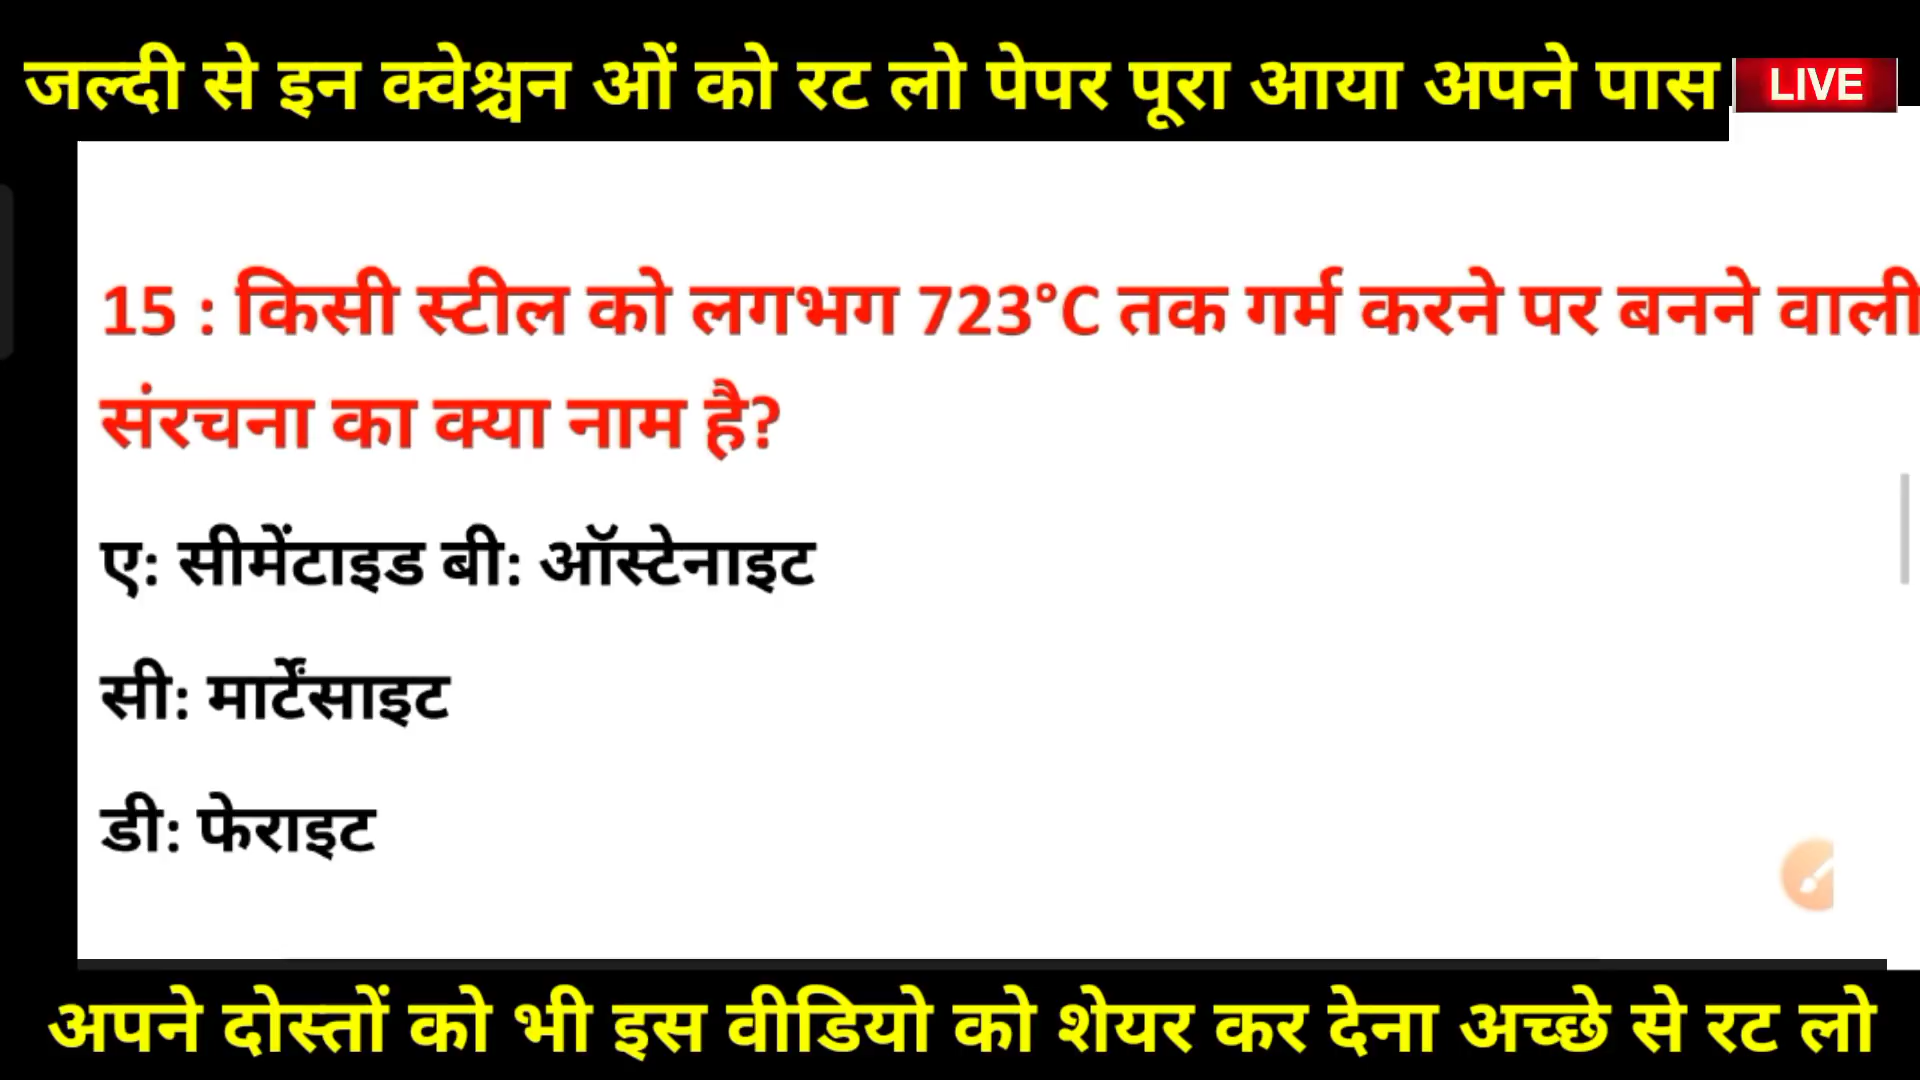 जल्दी से इन क्वेश्चन ओं को रट लो पेपर पूरा आया अपने पास LIVE
15 : किसी स्टील को लगभग 723°C तक गर्म करने पर बनने वाली
संरचना का क्या नाम है?
ए: सीमेंटाइड बी: ऑस्टेनाइट
सी: मार्टेंसाइट
डी: फेराइट
अपने दोस्तों को भी इस वीडियो को शेयर कर देना अच्छे से रट लो